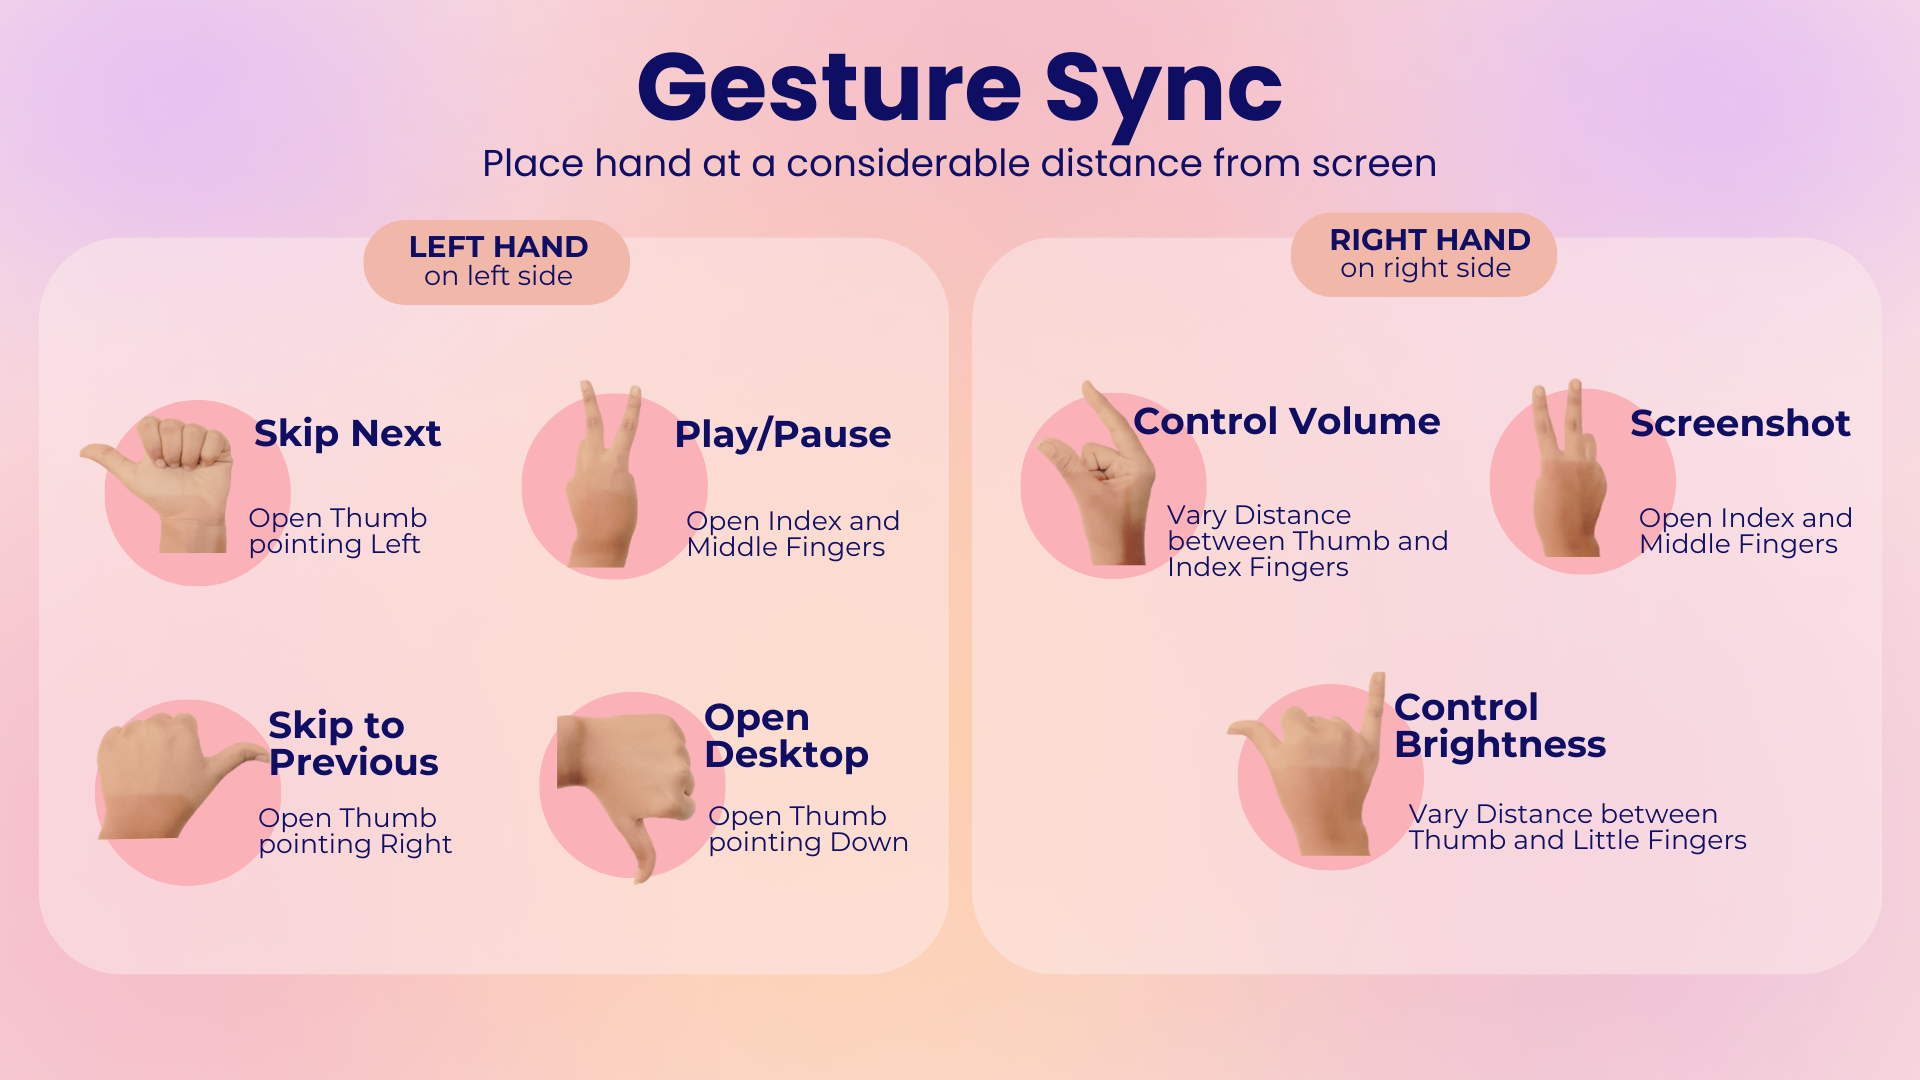 Gesture Sync
Place hand at a considerable distance from screen
LEFT HAND
on left side
Skip Next
Open Thumb
pointing Left
Play/Pause
Open Index and
Middle Fingers
Skip to
Previous
Open Thumb
pointing Right
Open
Desktop
Open Thumb
pointing Down
RIGHT HAND
on right side
Control Volume
Vary Distance
between Thumb and
Index Fingers
Screenshot
Open Index and
Middle Fingers
Control
Brightness
Vary Distance between
Thumb and Little Fingers